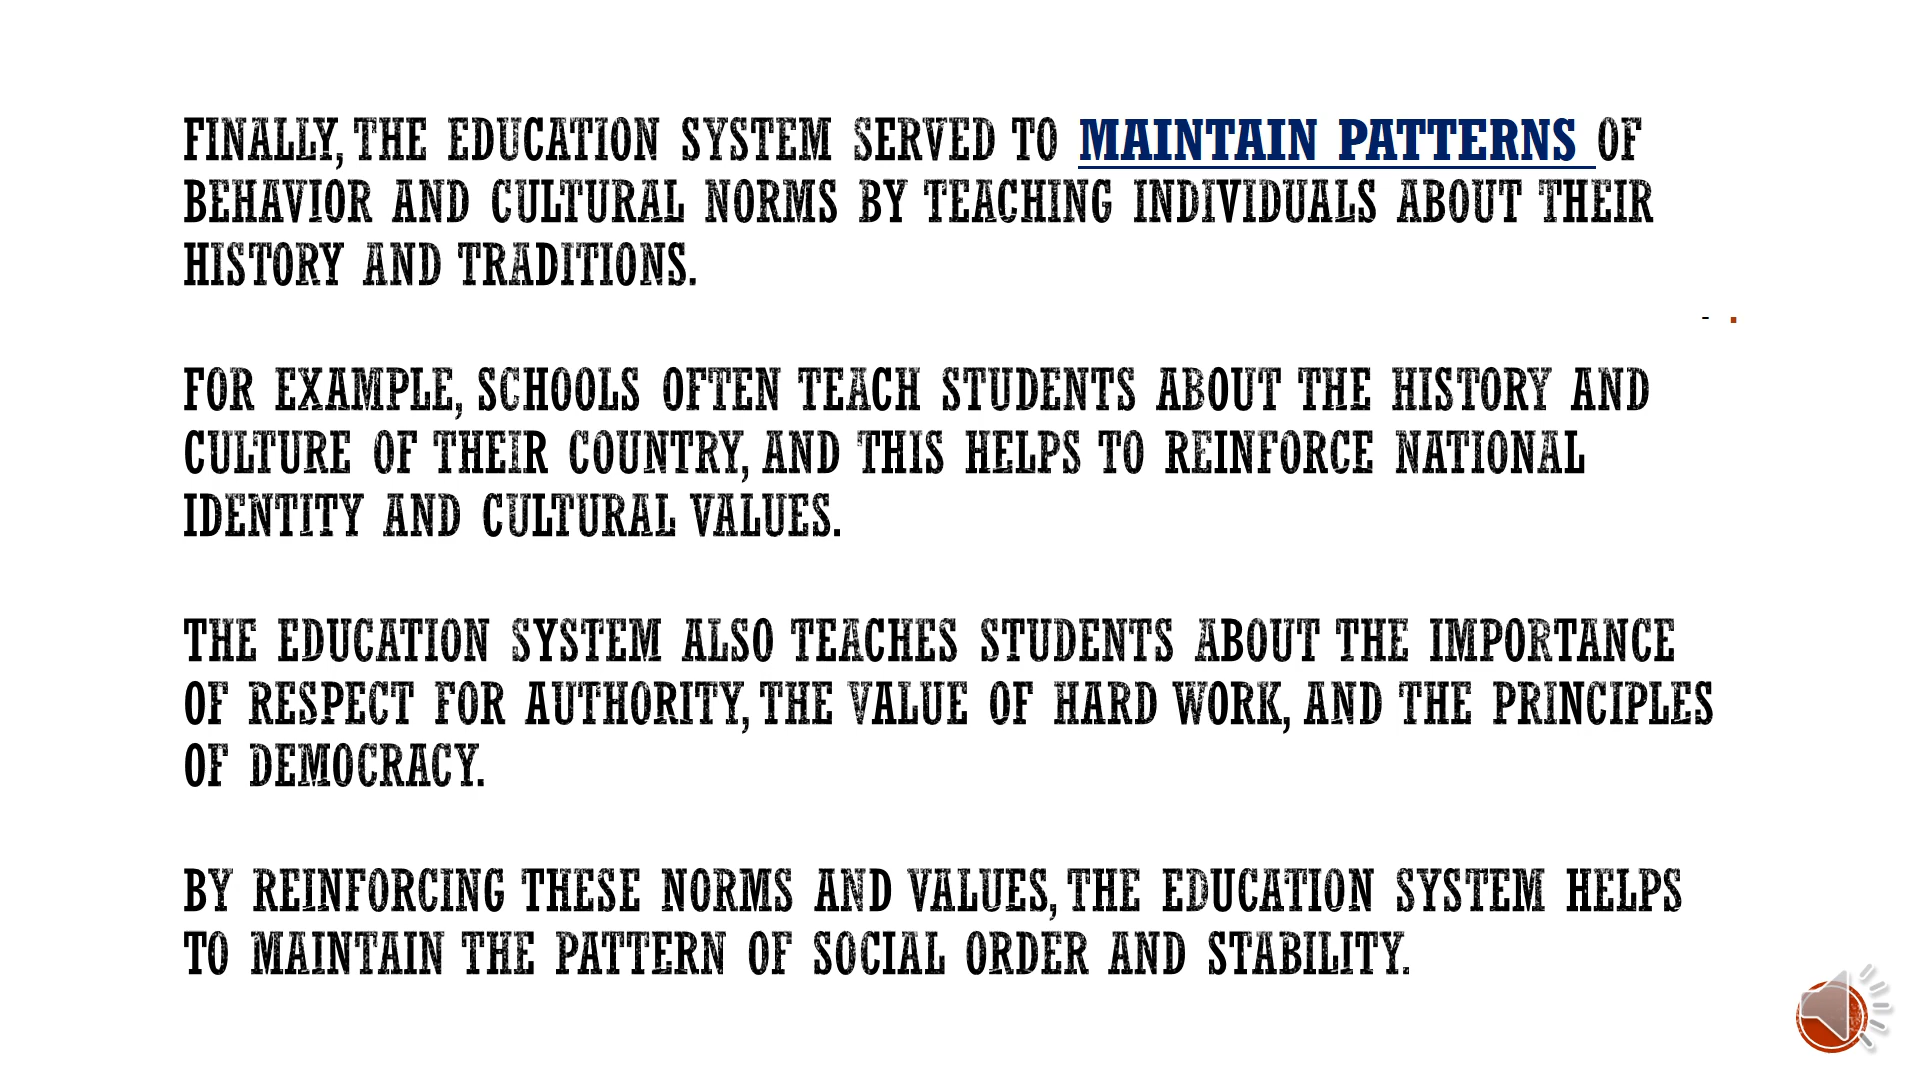 FINALLY, THE EDUCATION SYSTEM SERVED TO MAINTAIN PATTERNS OF
BEHAVIOR AND CULTURAL NORMS BY TEACHING INDIVIDUALS ABOUT THEIR
HISTORY AND TRADITIONS.
- ▪
FOR EXAMPLE, SCHOOLS OFTEN TEACH STUDENTS ABOUT THE HISTORY AND
CULTURE OF THEIR COUNTRY, AND THIS HELPS TO REINFORCE NATIONAL
IDENTITY AND CULTURAL VALUES.
THE EDUCATION SYSTEM ALSO TEACHES STUDENTS ABOUT THE IMPORTANCE
OF RESPECT FOR AUTHORITY, THE VALUE OF HARD WORK, AND THE PRINCIPLES
OF DEMOCRACY.
BY REINFORCING THESE NORMS AND VALUES, THE EDUCATION SYSTEM HELPS
TO MAINTAIN THE PATTERN OF SOCIAL ORDER AND STABILITY.